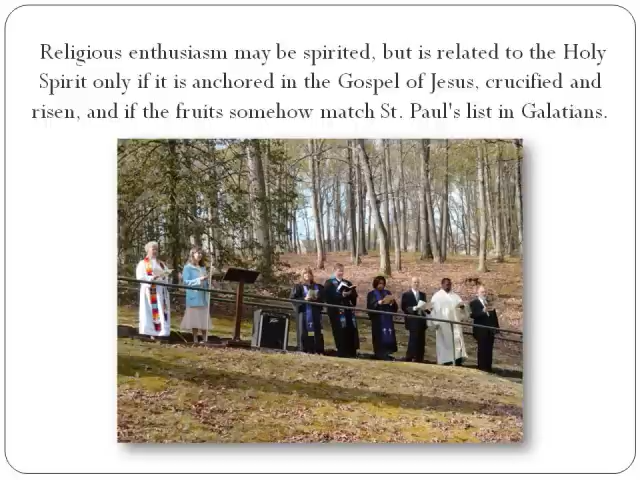 Religious enthusiasm may be spirited, but is related to the Holy
Spirit only if it is anchored in the Gospel of Jesus, crucified and
risen, and if the fruits somehow match St. Paul's list in Galatians.